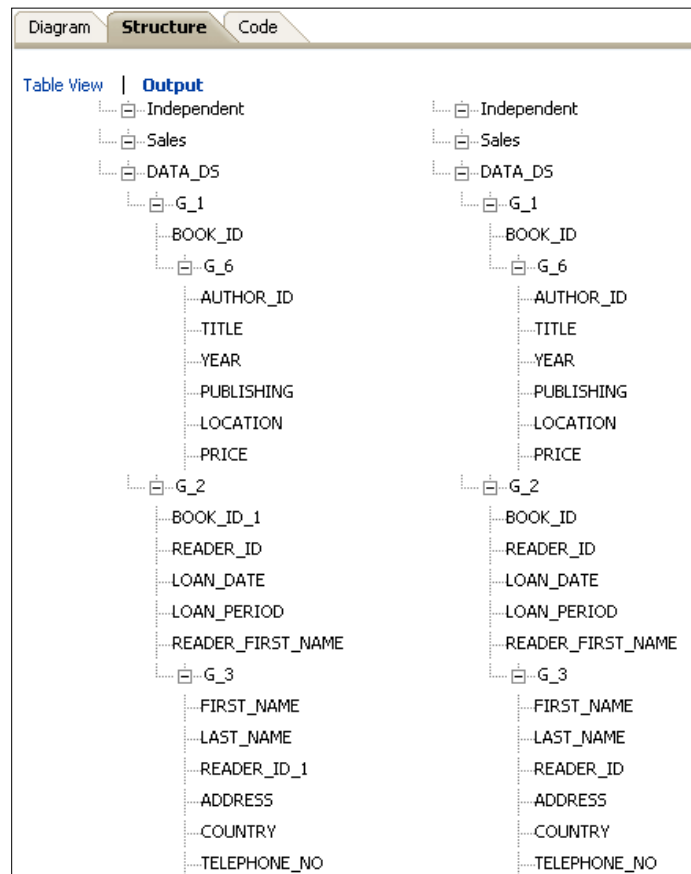 Diagram Structure Code
Table View | Output
Independent Independent
Sales Sales
DATA_DS DATA_DS
G_1 G_1
BOOK_ID BOOK_ID
G_6 G_6
AUTHOR_ID AUTHOR_ID
TITLE TITLE
YEAR YEAR
PUBLISHING PUBLISHING
LOCATION LOCATION
PRICE PRICE
G_2 G_2
BOOK_ID_1 BOOK_ID
READER_ID READER_ID
LOAN_DATE LOAN_DATE
LOAN_PERIOD LOAN_PERIOD
READER_FIRST_NAME READER_FIRST_NAME
G_3 G_3
FIRST_NAME FIRST_NAME
LAST_NAME LAST_NAME
READER_ID_1 READER_ID
ADDRESS ADDRESS
COUNTRY COUNTRY
TELEPHONE_NO TELEPHONE_NO